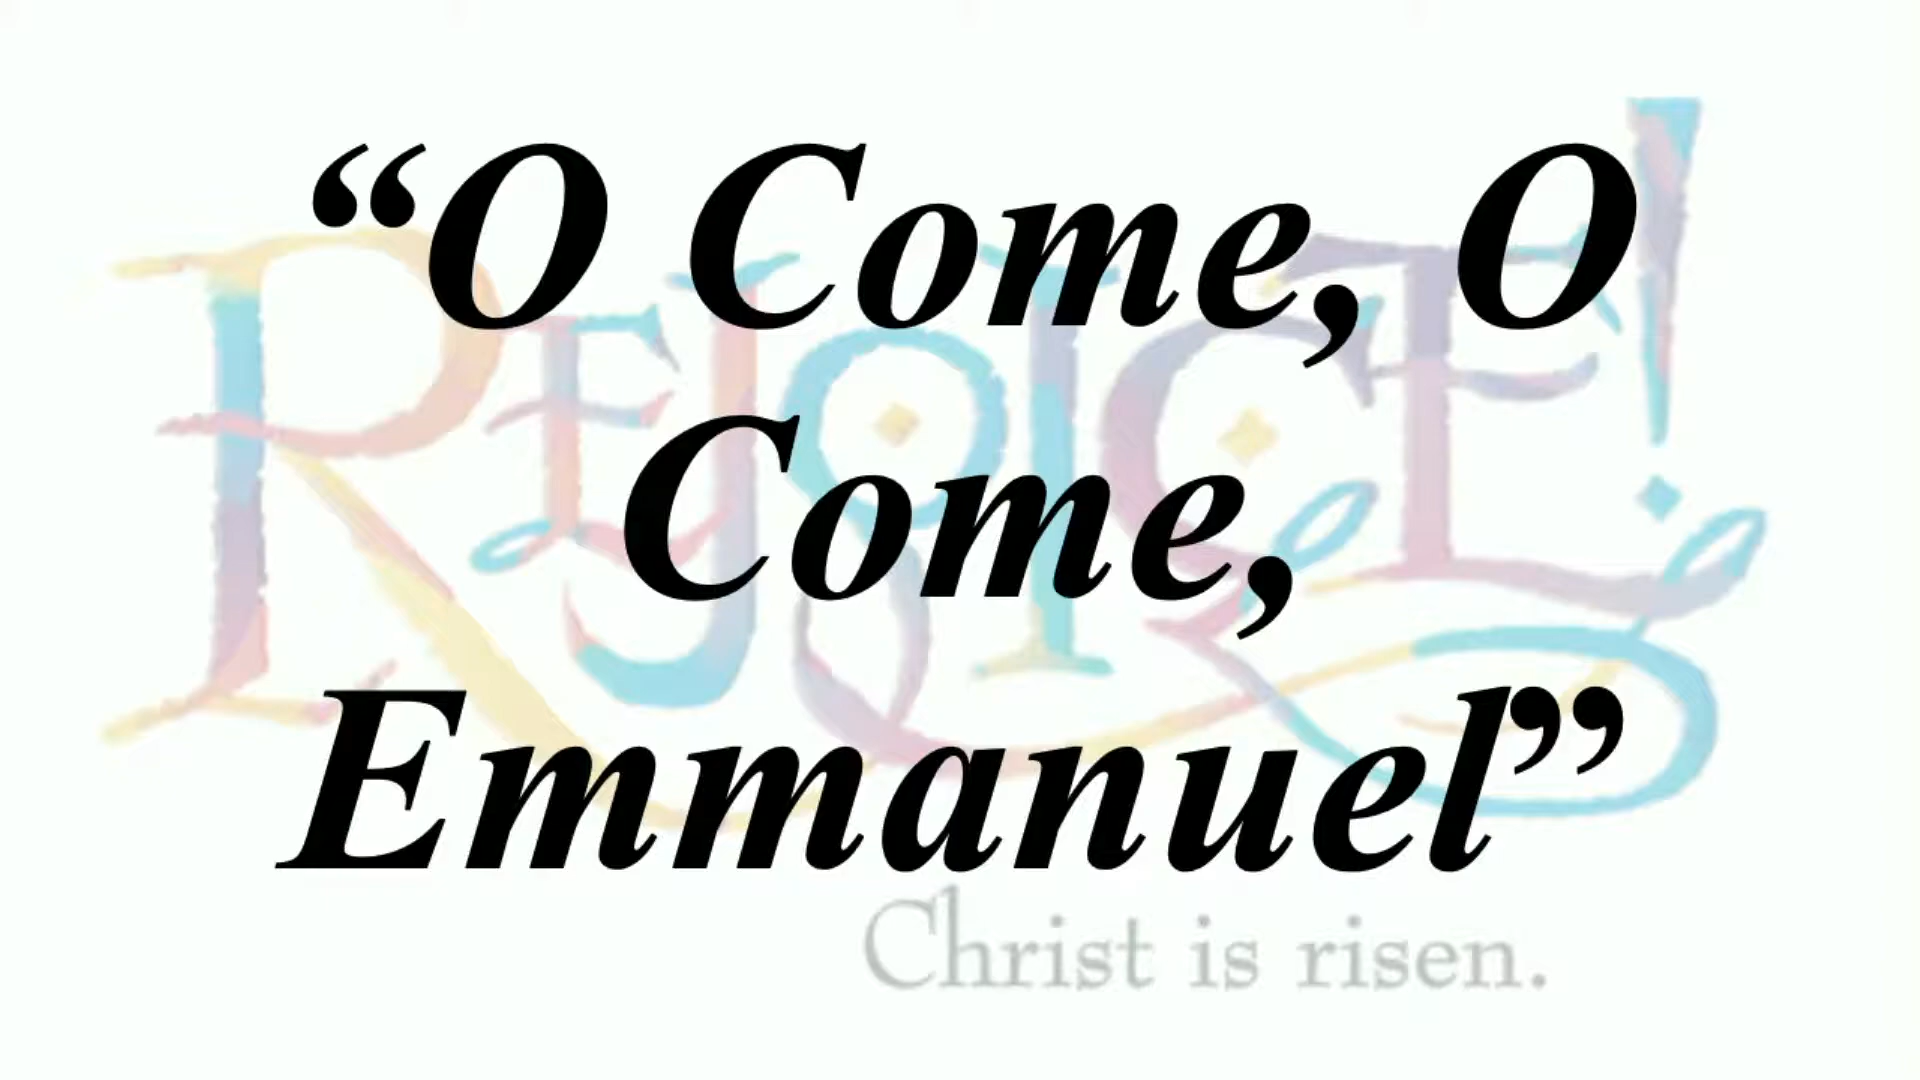 “O Come, O
Come,
Emmanuel”
REJOICE!
Christ is risen.